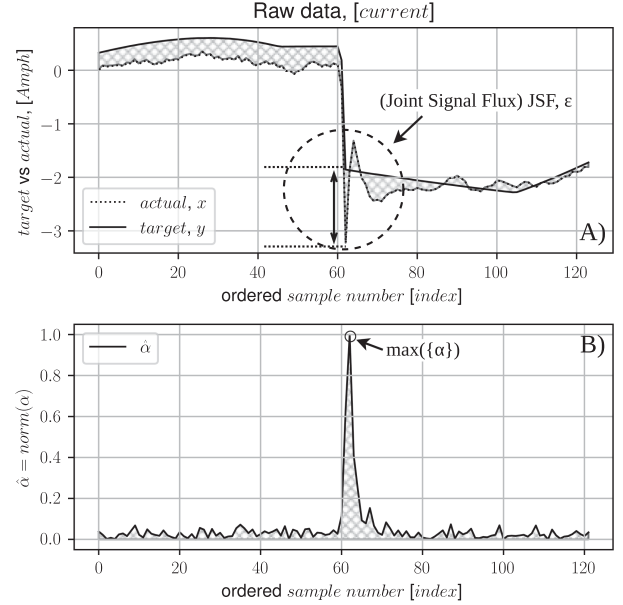 Raw data, [current]
target vs actual, [Amph]
0
−1
−2
−3
(Joint Signal Flux) JSF, ε
actual, x
target, y
A)
0 20 40 60 80 100 120
ordered sample number [index]
B)
α̂
max({α})
α̂ = norm(α)
1.0
0.8
0.6
0.4
0.2
0.0
0 20 40 60 80 100 120
ordered sample number [index]